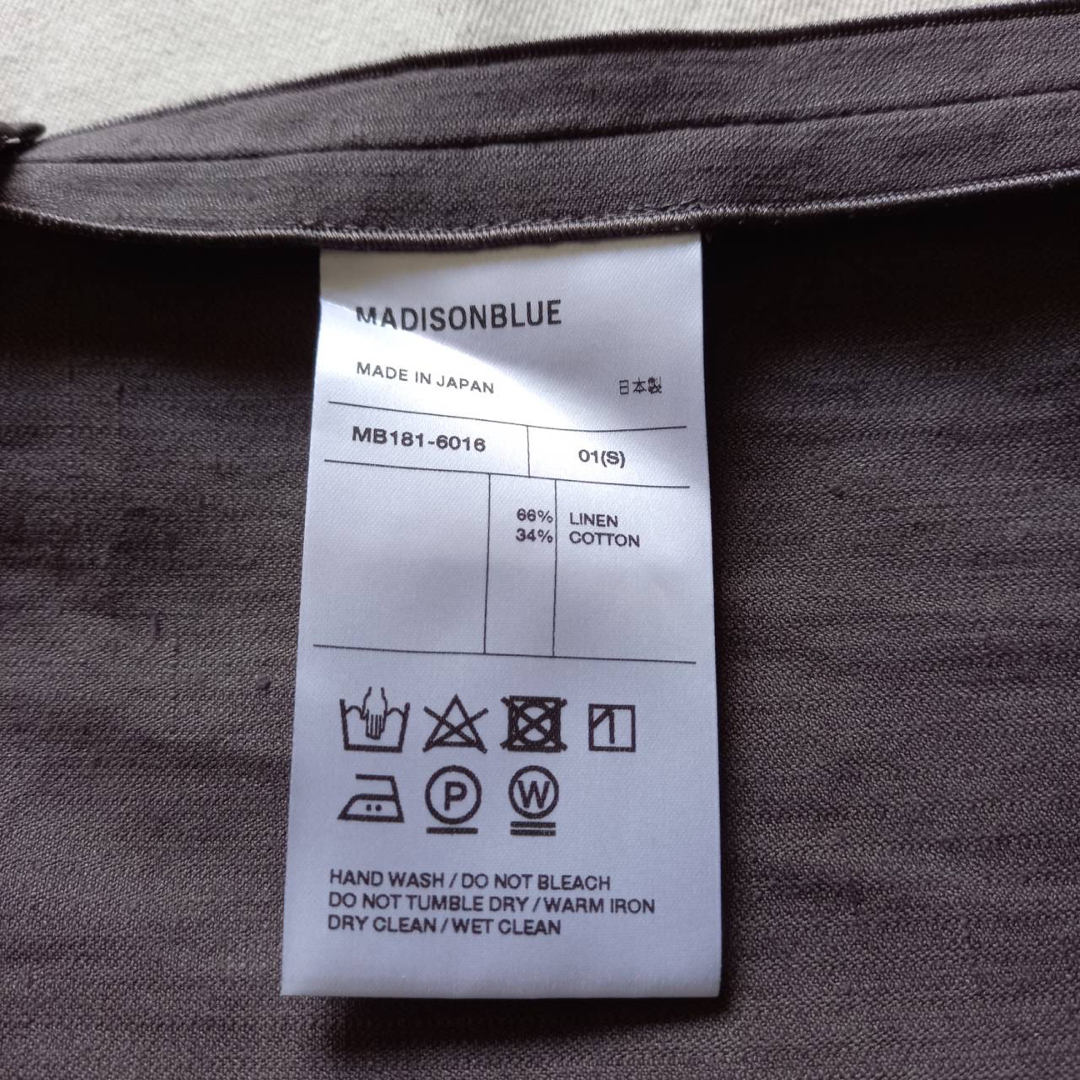 MADISONBLUE
MADE IN JAPAN 日本製
MB181-6016 01(S)
66% LINEN
34% COTTON
P W
HAND WASH / DO NOT BLEACH
DO NOT TUMBLE DRY / WARM IRON
DRY CLEAN / WET CLEAN